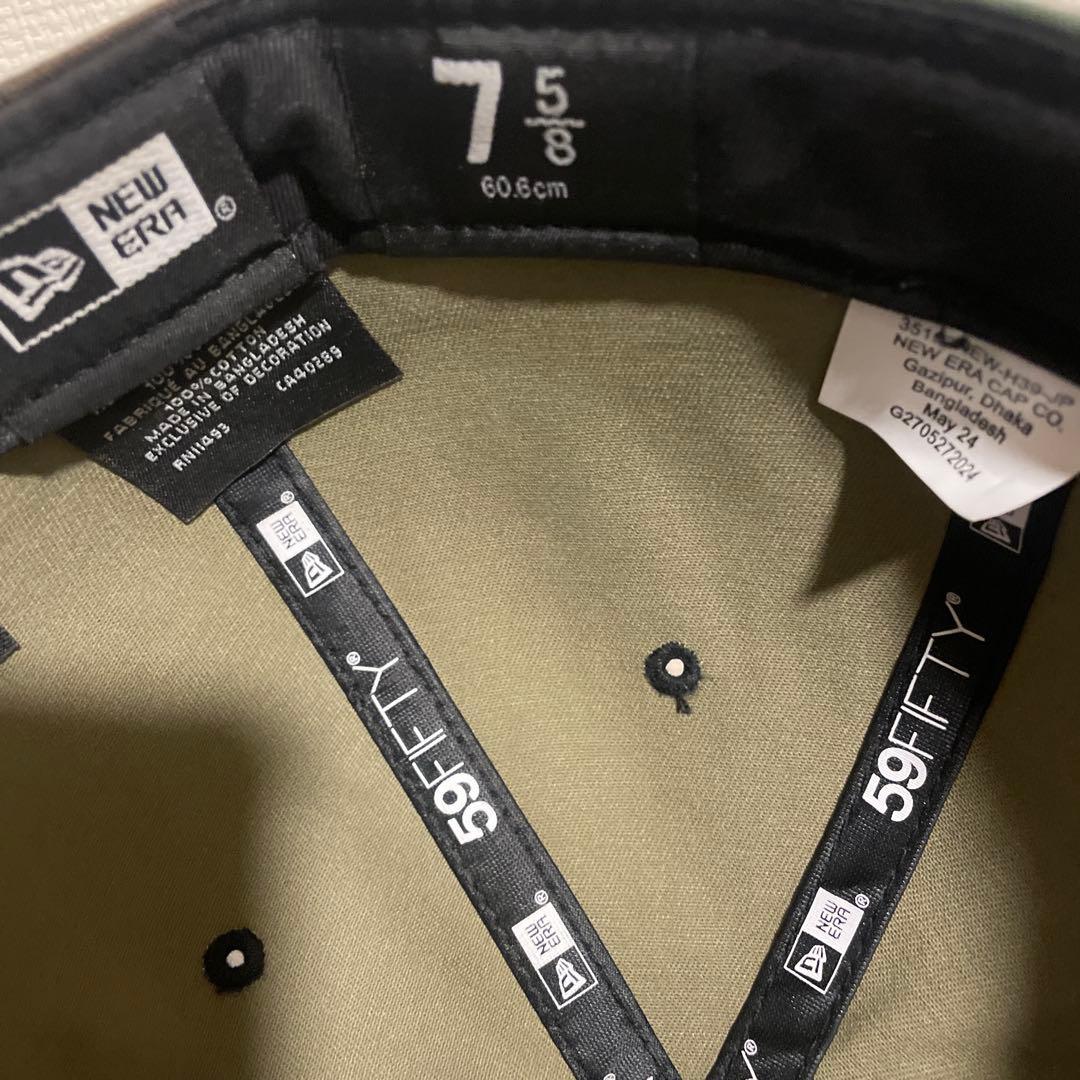 7 5/8
60.6cm
NEW
ERA®
100
FABRIQUÉ AU BANGLA
100% COTTON
MADE IN BANGLADESH
EXCLUSIVE OF DECORATION
RN11493
CA40289
NEW ERA CAP CO.
Gazipur, Dhaka
Bangladesh
May 24
G2705272024
NEW
ERA®
59FIFTY®
NEW
ERA®
59FIFTY®
NEW
ERA®